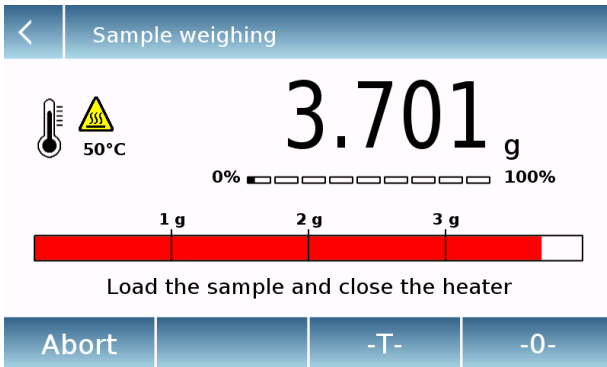 Sample weighing
3.701 g
50°C
0% 100%
1 g 2 g 3 g
Load the sample and close the heater
Abort -T- -0-